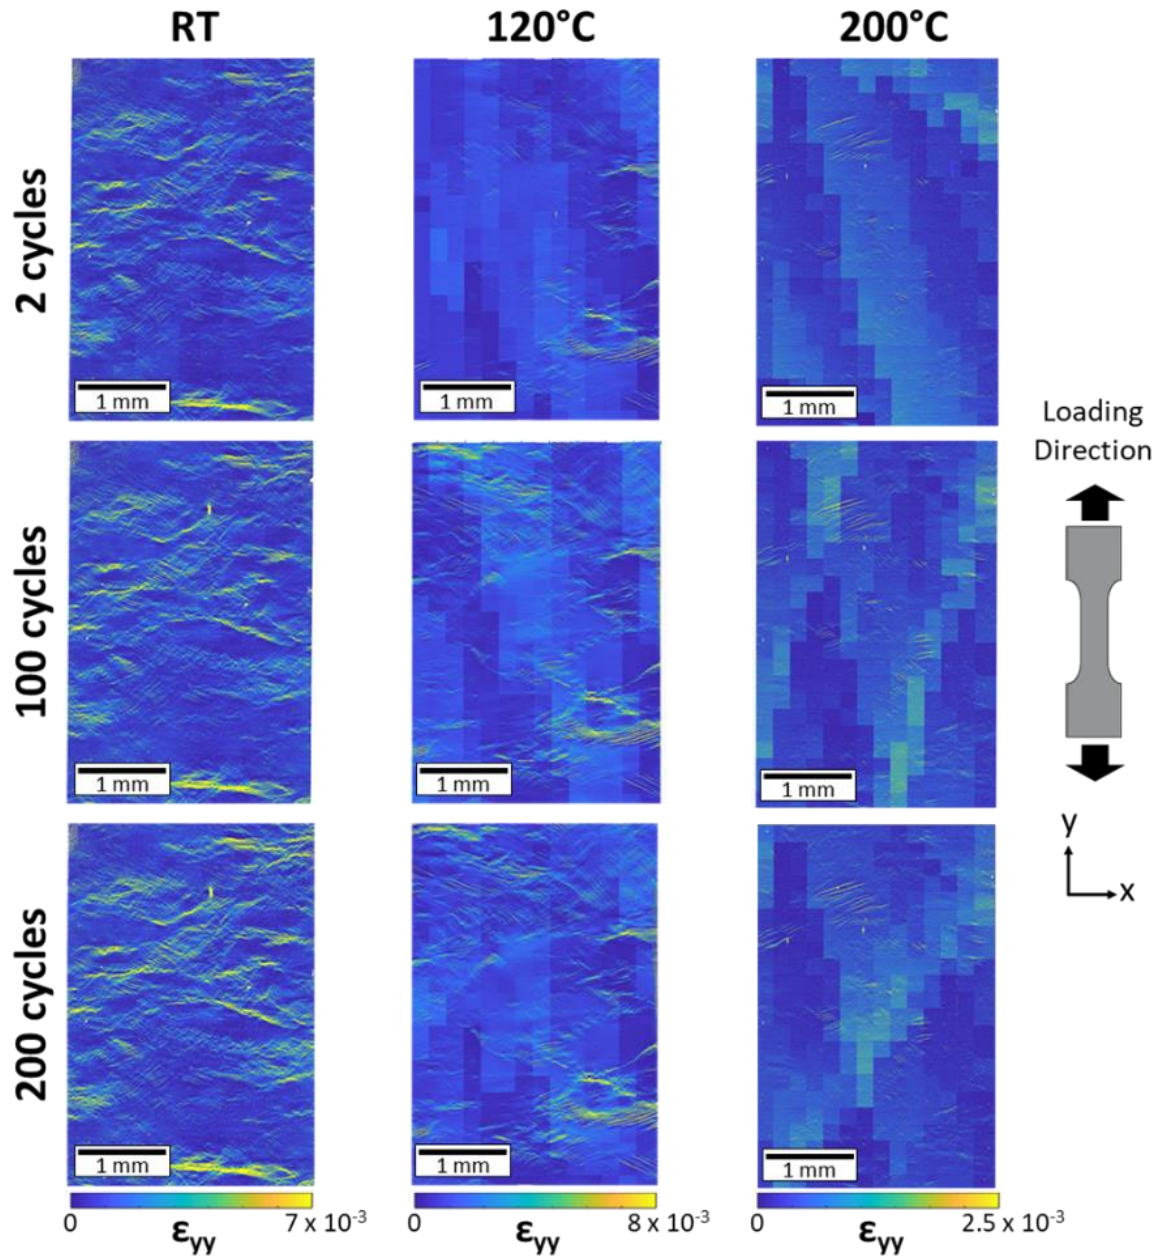 RT 120°C 200°C
2 cycles
1 mm 1 mm 1 mm
Loading
Direction
100 cycles
1 mm 1 mm 1 mm
y
x
200 cycles
1 mm 1 mm 1 mm
0 7 x 10⁻³ 0 8 x 10⁻³ 0 2.5 x 10⁻³
εyy εyy εyy